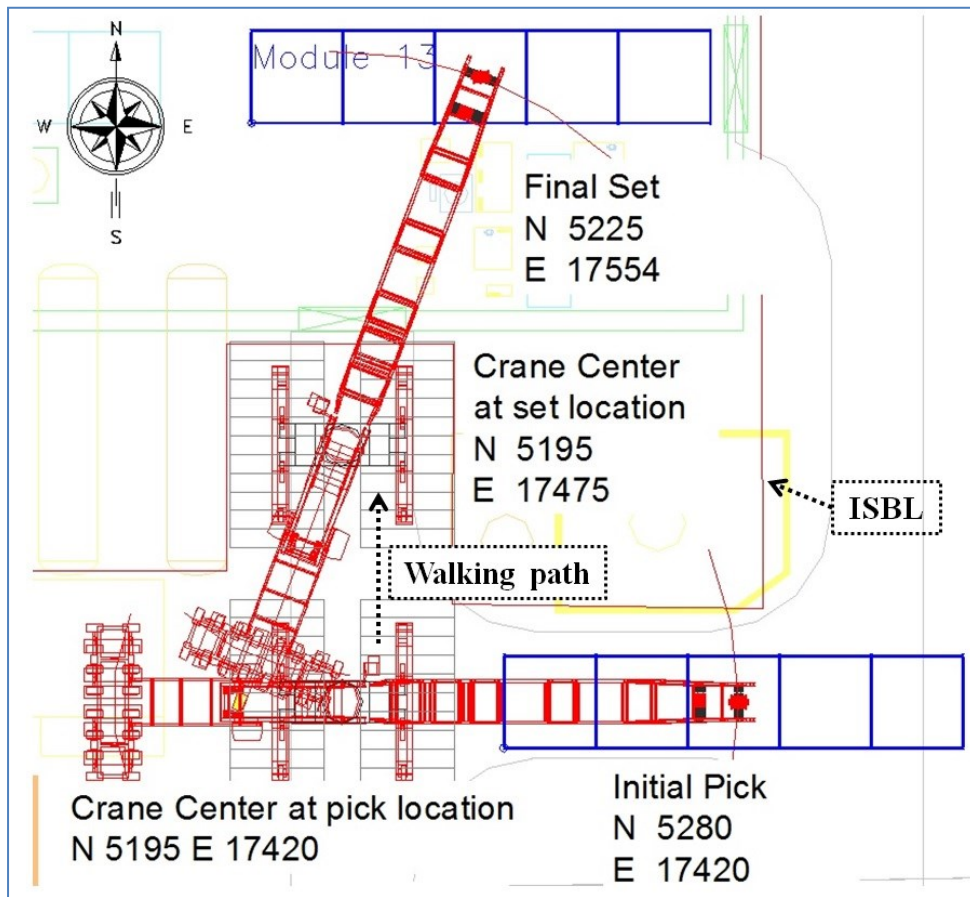 N
W E
S
Module 13
Final Set
N 5225
E 17554
Crane Center
at set location
N 5195
E 17475
ISBL
Walking path
Crane Center at pick location
N 5195 E 17420
Initial Pick
N 5280
E 17420